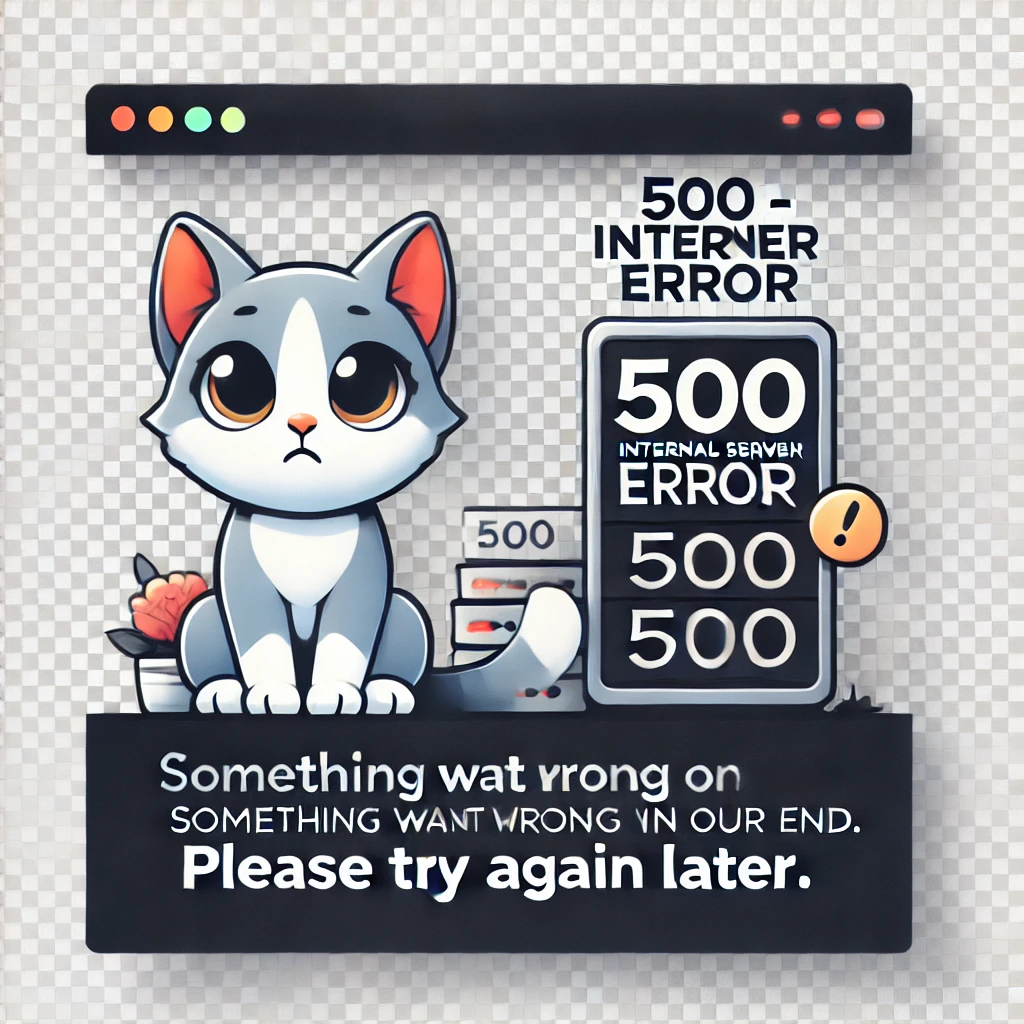 500 -
INTERNER
ERROR
500
INTERNAL SERVER
ERROR
500
500
500
!
Something wat vrong on
SOMETHING WANT WRONG YN OUR END.
Please try again later.